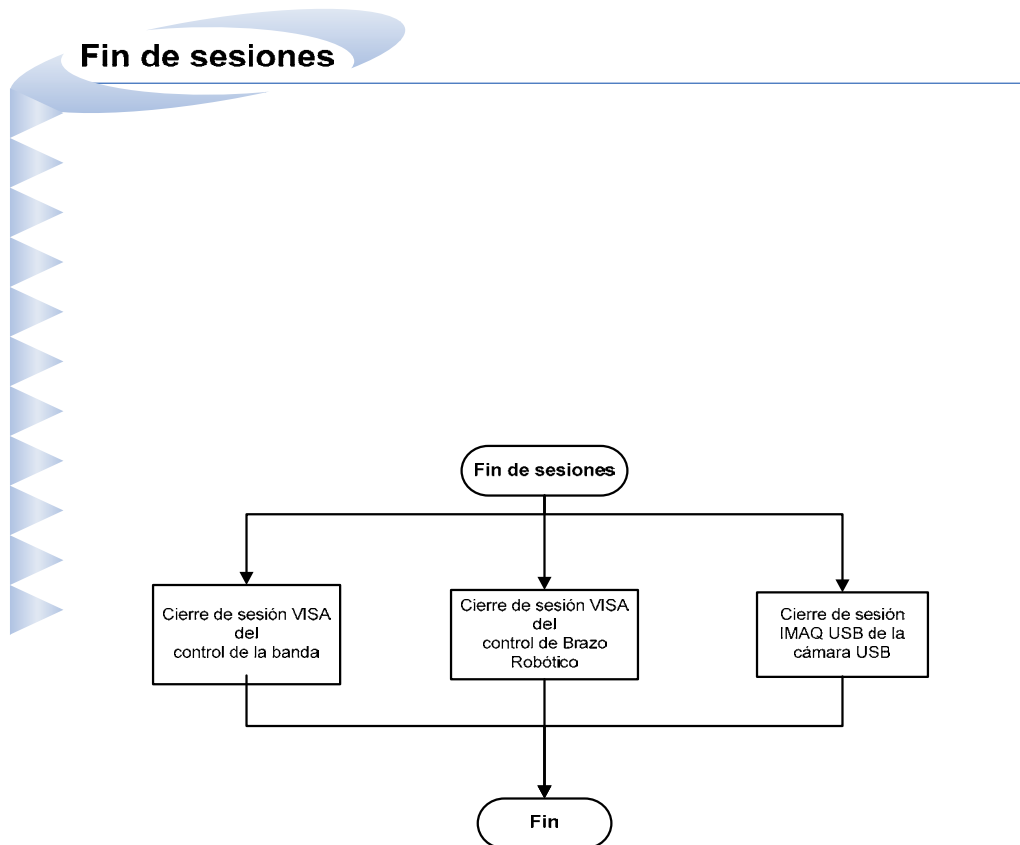 Fin de sesiones
Fin de sesiones
Cierre de sesión VISA
del
control de la banda
Cierre de sesión VISA
del
control de Brazo
Robótico
Cierre de sesión
IMAQ USB de la
cámara USB
Fin